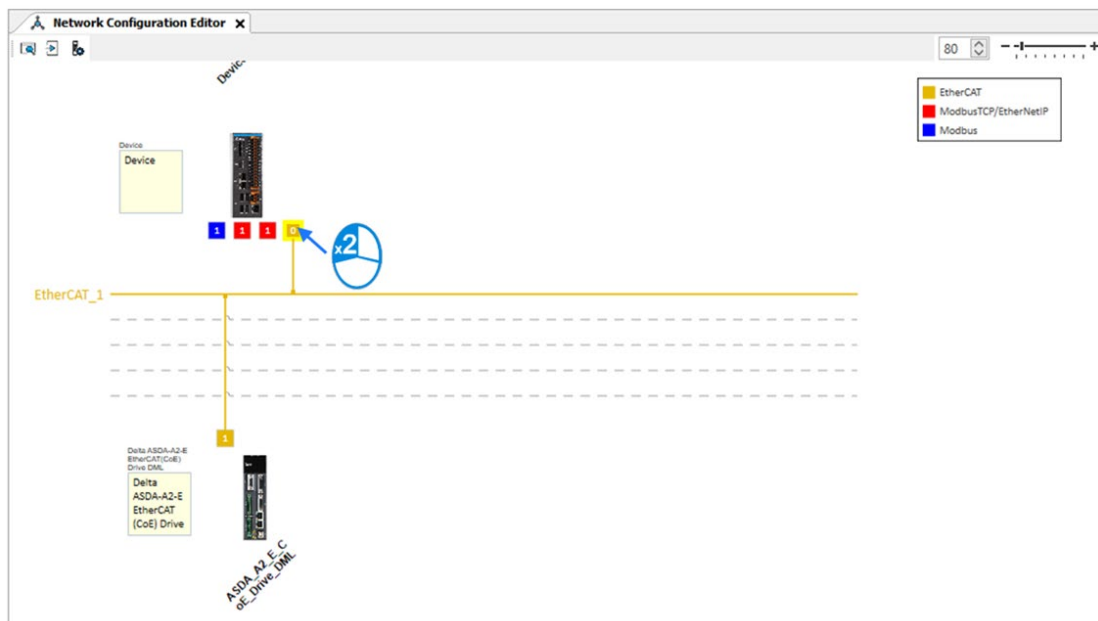 Network Configuration Editor
80
Device
EtherCAT
ModbusTCP/EtherNetIP
Modbus
Device
Device
1 1 1 0
x2
EtherCAT_1
1
Delta ASDA-A2-E
EtherCAT(CoE)
Drive DML
Delta
ASDA-A2-E
EtherCAT
(CoE) Drive
ASDA_A2_E_C
oE_Drive_DML